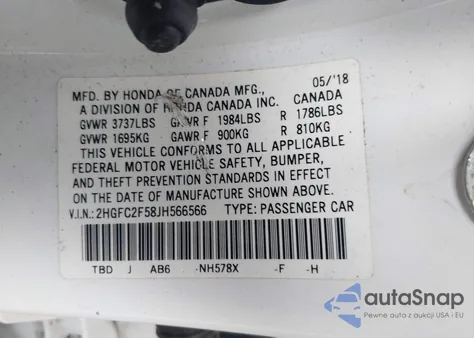 MFD. BY HONDA OF CANADA MFG., 05/'18
A DIVISION OF HONDA CANADA INC. CANADA
GVWR 3737LBS GAWR F 1984LBS R 1786LBS
GVWR 1695KG GAWR F 900KG R 810KG
THIS VEHICLE CONFORMS TO ALL APPLICABLE
FEDERAL MOTOR VEHICLE SAFETY, BUMPER,
AND THEFT PREVENTION STANDARDS IN EFFECT
ON THE DATE OF MANUFACTURE SHOWN ABOVE.
V.I.N.: 2HGFC2F58JH566566 TYPE: PASSENGER CAR
TBD J AB6 -NH578X -F -H
autoSnap
Pewne auta z aukcji USA i EU